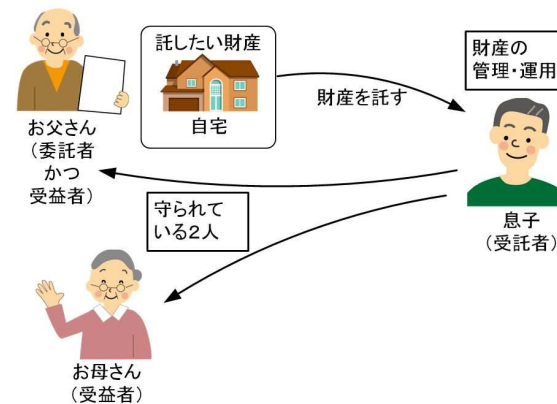 託したい財産
自宅
財産の
管理・運用
財産を託す
お父さん
（委託者
かつ
受益者）
守られて
いる2人
息子
（受託者）
お母さん
（受益者）